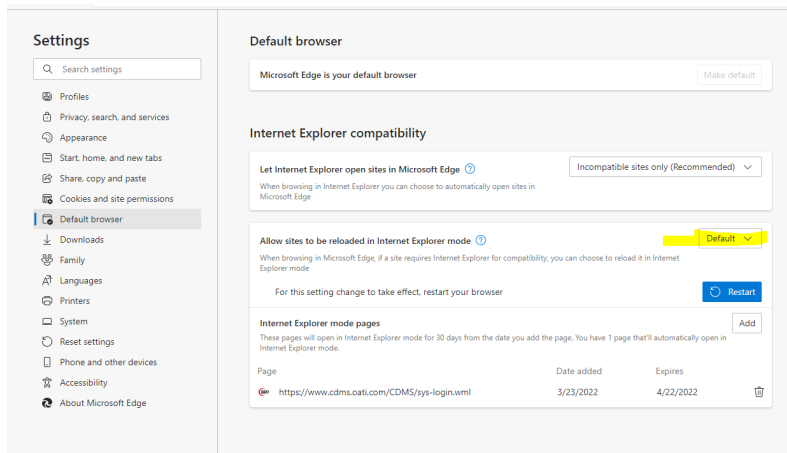 Settings
Search settings
Profiles
Privacy, search, and services
Appearance
Start, home, and new tabs
Share, copy and paste
Cookies and site permissions
Default browser
Downloads
Family
Languages
Printers
System
Reset settings
Phone and other devices
Accessibility
About Microsoft Edge
Default browser
Microsoft Edge is your default browser
Make default
Internet Explorer compatibility
Let Internet Explorer open sites in Microsoft Edge
Incompatible sites only (Recommended)
When browsing in Internet Explorer you can choose to automatically open sites in
Microsoft Edge
Allow sites to be reloaded in Internet Explorer mode
Default
When browsing in Microsoft Edge, if a site requires Internet Explorer for compatibility, you can choose to reload it in Internet
Explorer mode
For this setting change to take effect, restart your browser
Restart
Internet Explorer mode pages
Add
These pages will open in Internet Explorer mode for 30 days from the date you add the page. You have 1 page that'll automatically open in
Internet Explorer mode.
Page Date added Expires
OATI https://www.cdms.oati.com/CDMS/sys-login.wml 3/23/2022 4/22/2022